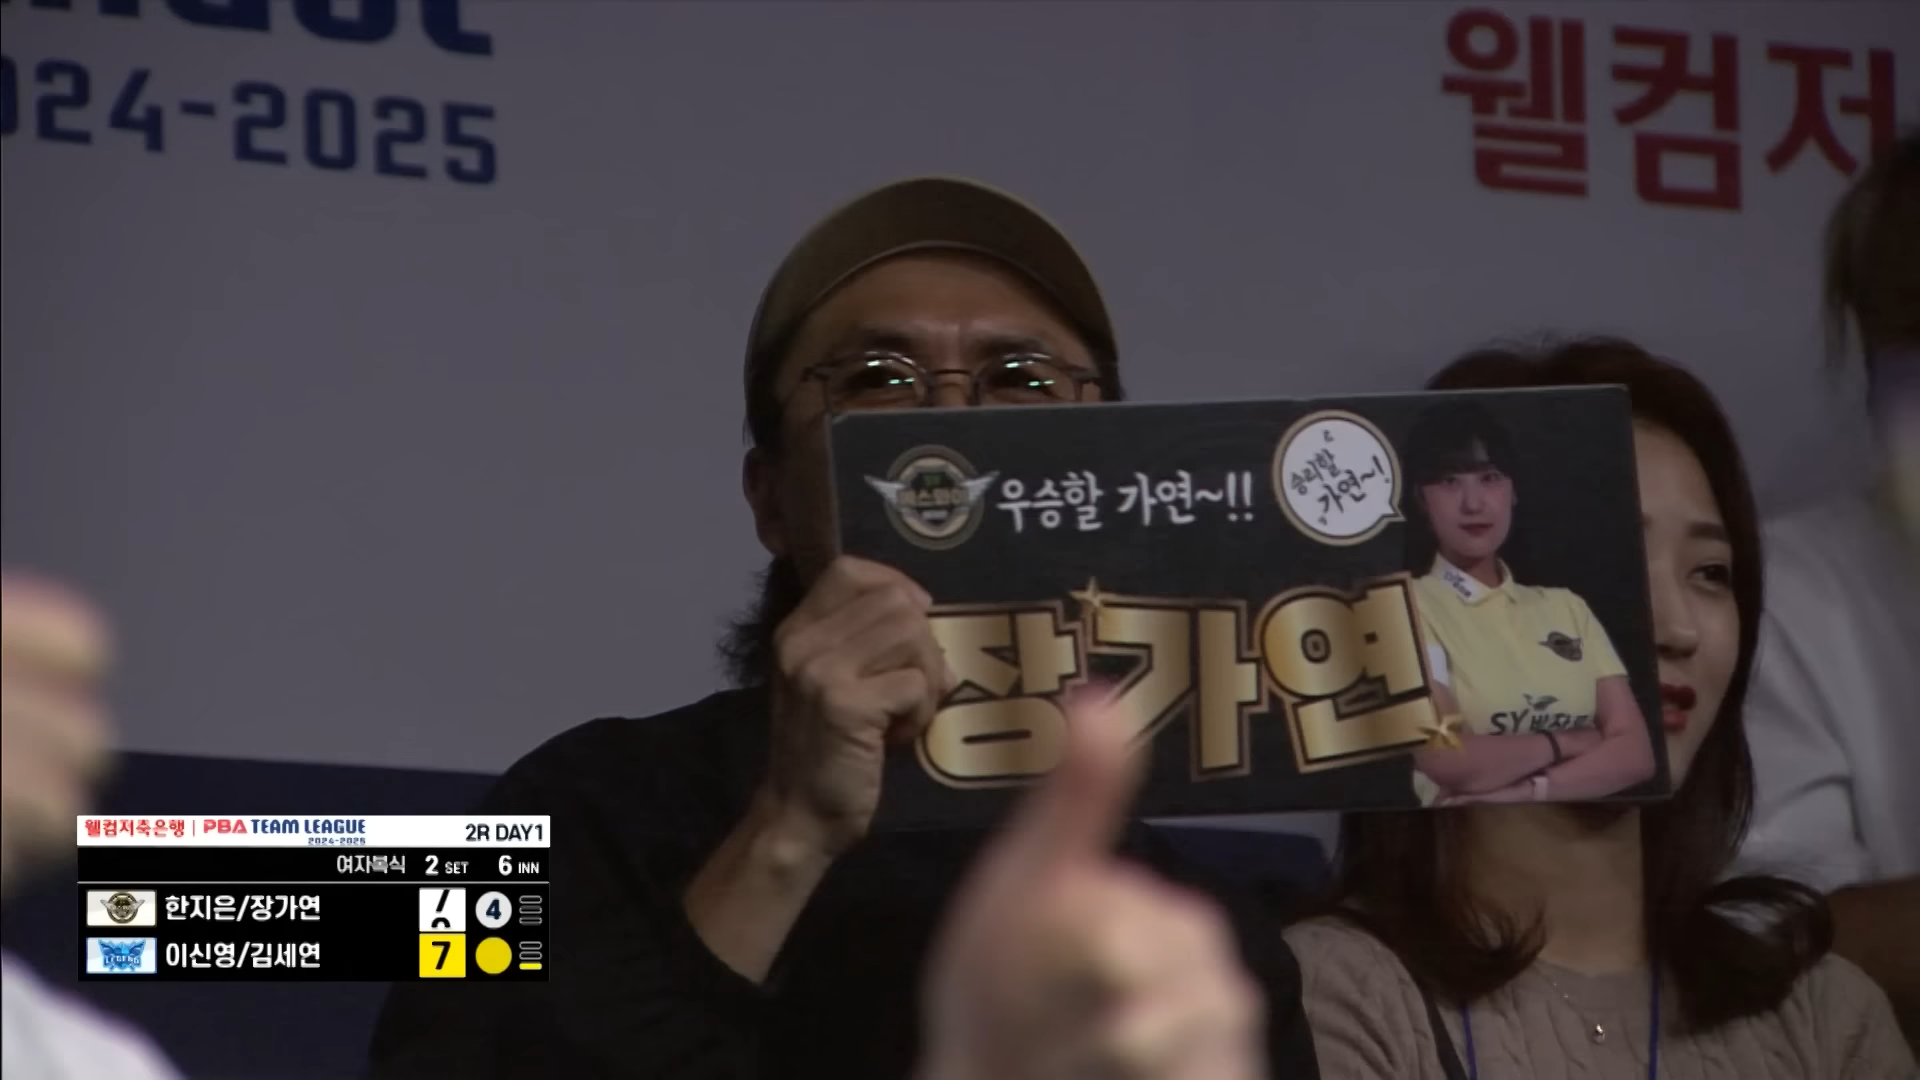 2024-2025
웰컴저
우승할 가연~!!
승리할
가연~!
장가연
웰컴저축은행 | PBA TEAM LEAGUE
2024-2025
2R DAY1
여자복식 2 SET 6 INN
한지은/장가연 4
이신영/김세연 7